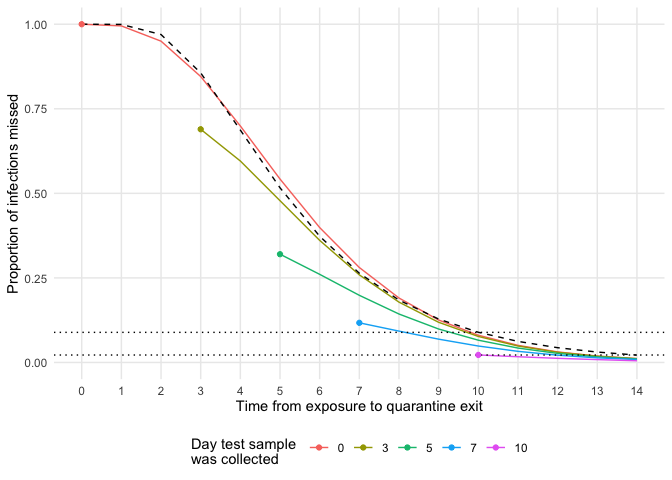 1.00
0.75
0.50
0.25
0.00
Proportion of infections missed
0 1 2 3 4 5 6 7 8 9 10 11 12 13 14
Time from exposure to quarantine exit
Day test sample
was collected
0 3 5 7 10